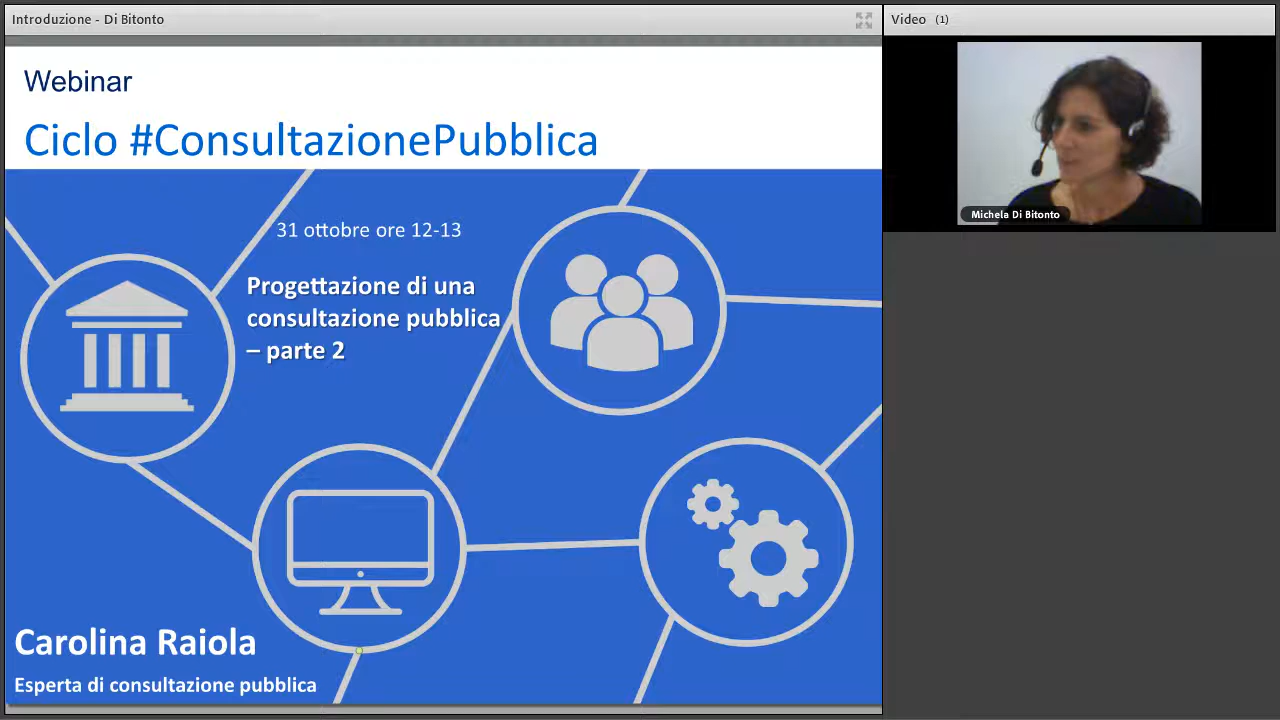 Introduzione - Di Bitonto
Video (1)
Webinar
Ciclo #ConsultazionePubblica
31 ottobre ore 12-13
Progettazione di una
consultazione pubblica
– parte 2
Carolina Raiola
Esperta di consultazione pubblica
Michela Di Bitonto